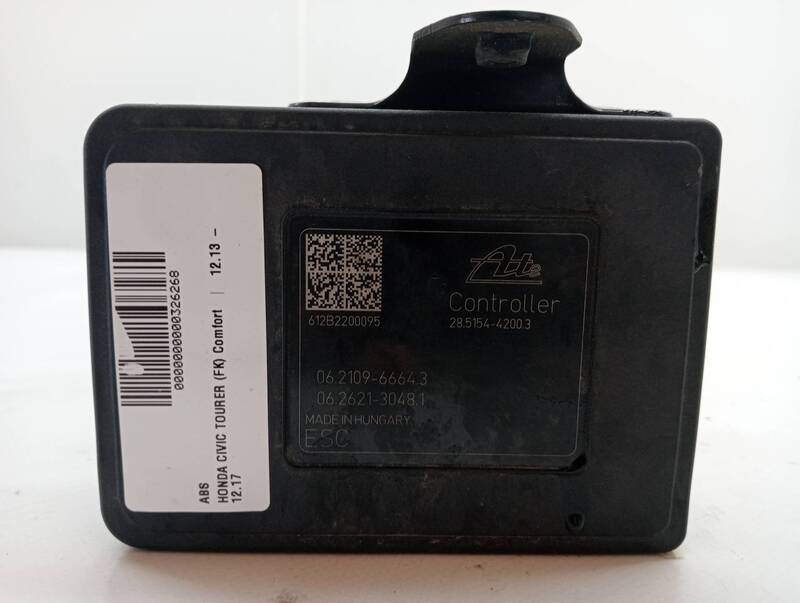 ABS
HONDA CIVIC TOURER (FK) Comfort | 12.13 -
12.17
00000000000326268
Ate
Controller
28.5154-4200.3
612B2200095
06.2109-6664.3
06.2621-3048.1
MADE IN HUNGARY
ESC